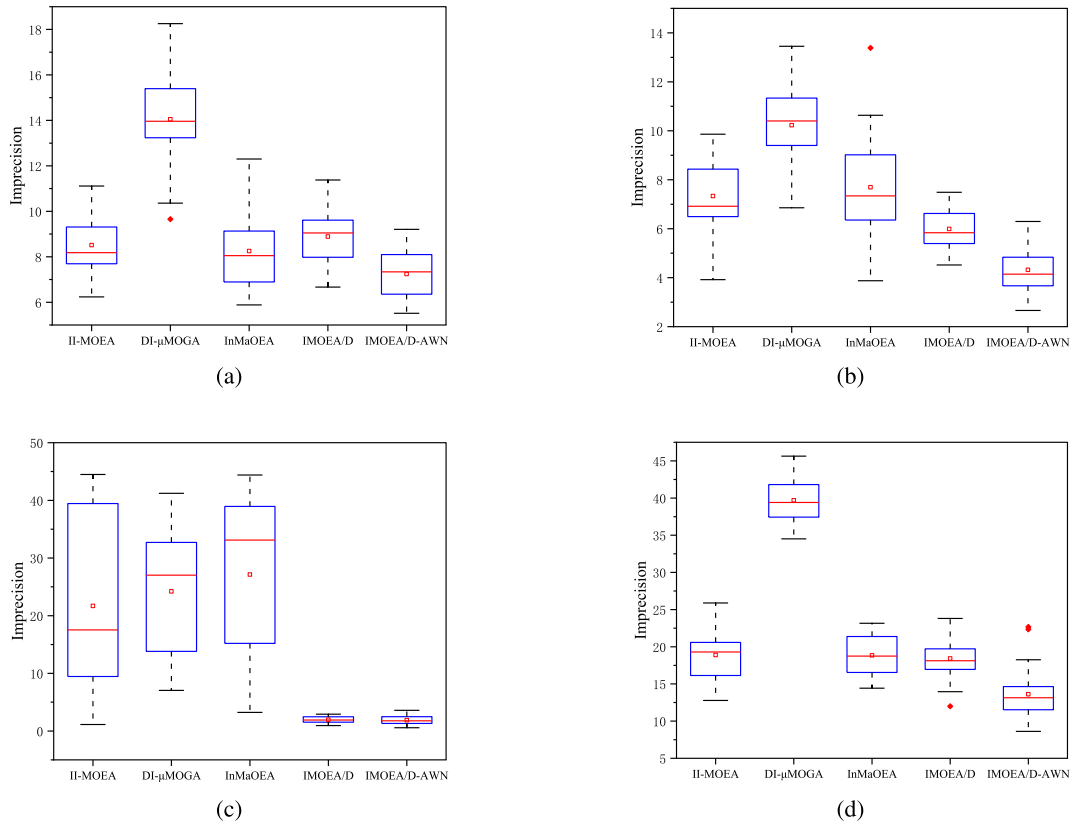 18
16
14
12
10
8
6
Imprecision
II-MOEA DI-μMOGA InMaOEA IMOEA/D IMOEA/D-AWN
(a)
14
12
10
8
6
4
2
Imprecision
II-MOEA DI-μMOGA InMaOEA IMOEA/D IMOEA/D-AWN
(b)
50
40
30
20
10
0
Imprecision
II-MOEA DI-μMOGA InMaOEA IMOEA/D IMOEA/D-AWN
(c)
45
40
35
30
25
20
15
10
5
Imprecision
II-MOEA DI-μMOGA InMaOEA IMOEA/D IMOEA/D-AWN
(d)